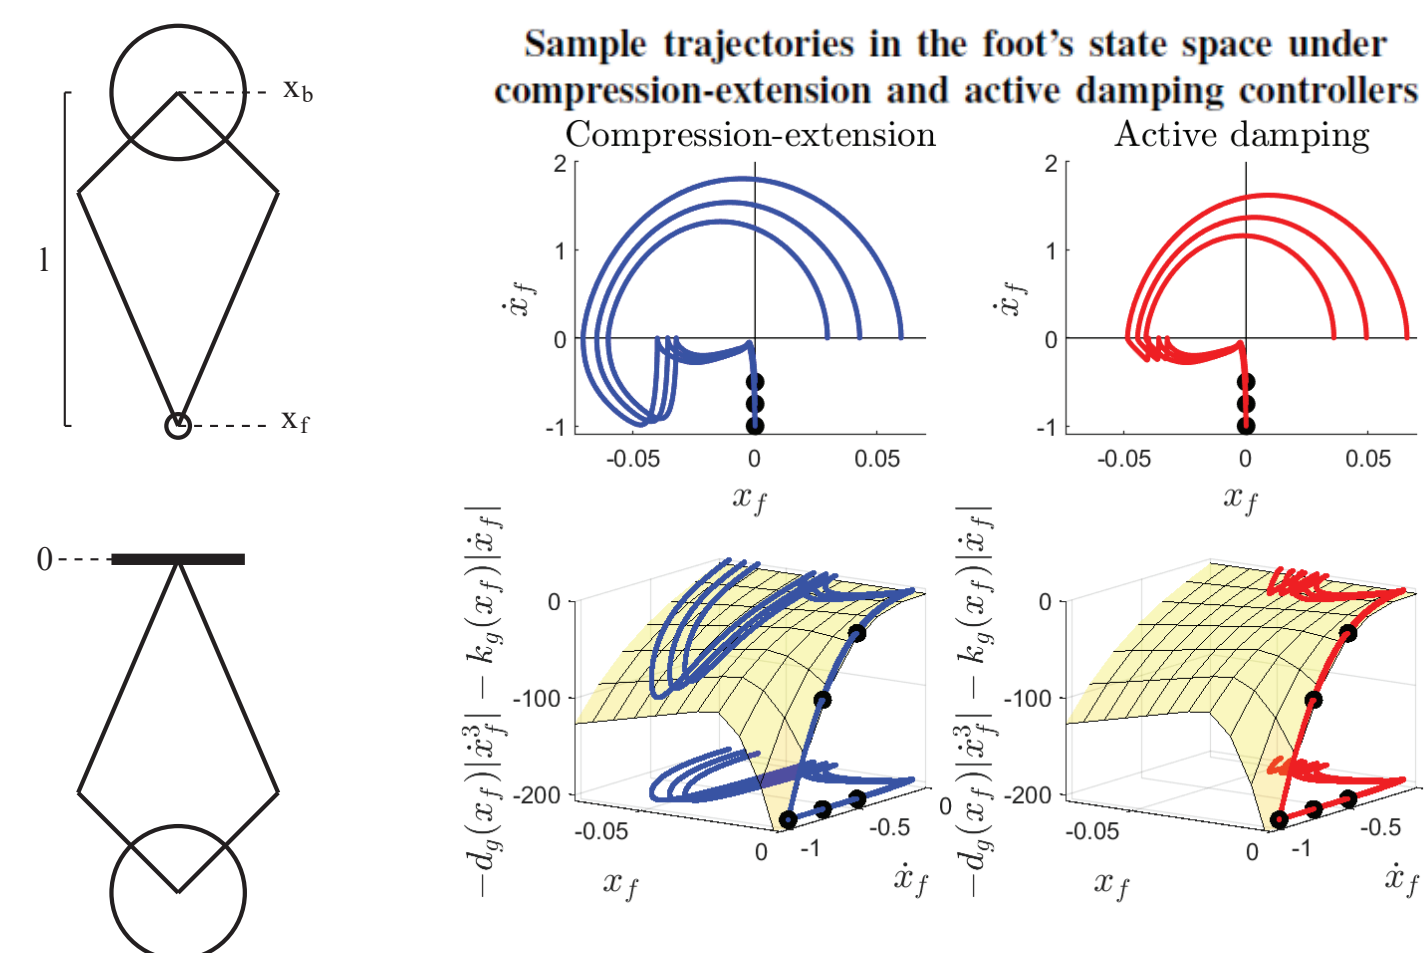 x_b
l
x_f
0
Sample trajectories in the foot's state space under
compression-extension and active damping controllers
Compression-extension
2
1
0
-1
-0.05 0 0.05
ẋ_f
x_f
Active damping
2
1
0
-1
-0.05 0 0.05
ẋ_f
x_f
−d_g(x_f)|ẋ_f^3| − k_g(x_f)|ẋ_f|
0
-100
-200
-0.05
0
-1
-0.5
0
x_f
ẋ_f
−d_g(x_f)|ẋ_f^3| − k_g(x_f)|ẋ_f|
0
-100
-200
-0.05
0
-1
-0.5
x_f
ẋ_f